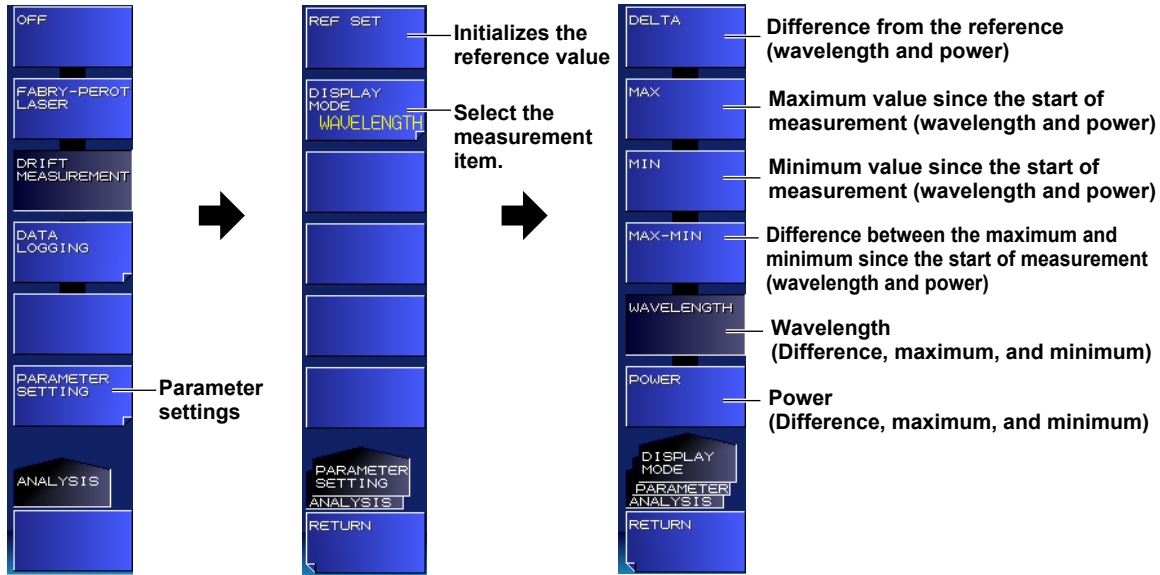 OFF
FABRY-PEROT
LASER
DRIFT
MEASUREMENT
DATA
LOGGING
PARAMETER
SETTING
Parameter
settings
ANALYSIS
REF SET
Initializes the
reference value
DISPLAY
MODE
WAVELENGTH
Select the
measurement
item.
PARAMETER
SETTING
ANALYSIS
RETURN
DELTA
Difference from the reference
(wavelength and power)
MAX
Maximum value since the start of
measurement (wavelength and power)
MIN
Minimum value since the start of
measurement (wavelength and power)
MAX-MIN
Difference between the maximum and
minimum since the start of measurement
(wavelength and power)
WAVELENGTH
Wavelength
(Difference, maximum, and minimum)
POWER
Power
(Difference, maximum, and minimum)
DISPLAY
MODE
PARAMETER
ANALYSIS
RETURN